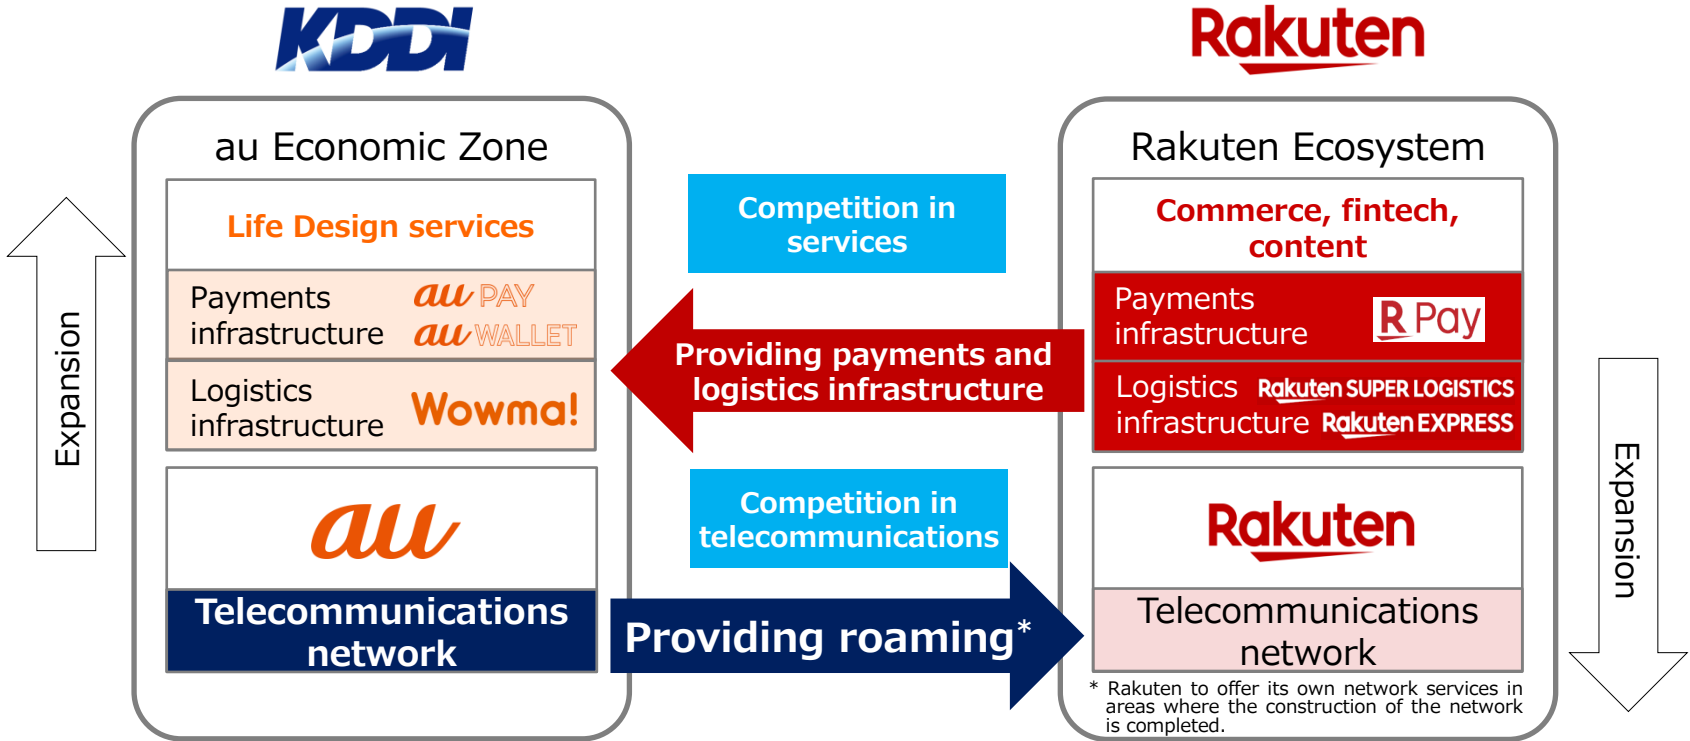 KDDI
Rakuten
au Economic Zone
Life Design services
Payments
infrastructure
au PAY
au WALLET
Logistics
infrastructure
Wowma!
au
Telecommunications
network
Expansion
Competition in
services
Providing payments and
logistics infrastructure
Competition in
telecommunications
Providing roaming*
Rakuten Ecosystem
Commerce, fintech,
content
Payments
infrastructure
R Pay
Logistics
infrastructure
Rakuten SUPER LOGISTICS
Rakuten EXPRESS
Rakuten
Telecommunications
network
* Rakuten to offer its own network services in
areas where the construction of the network
is completed.
Expansion